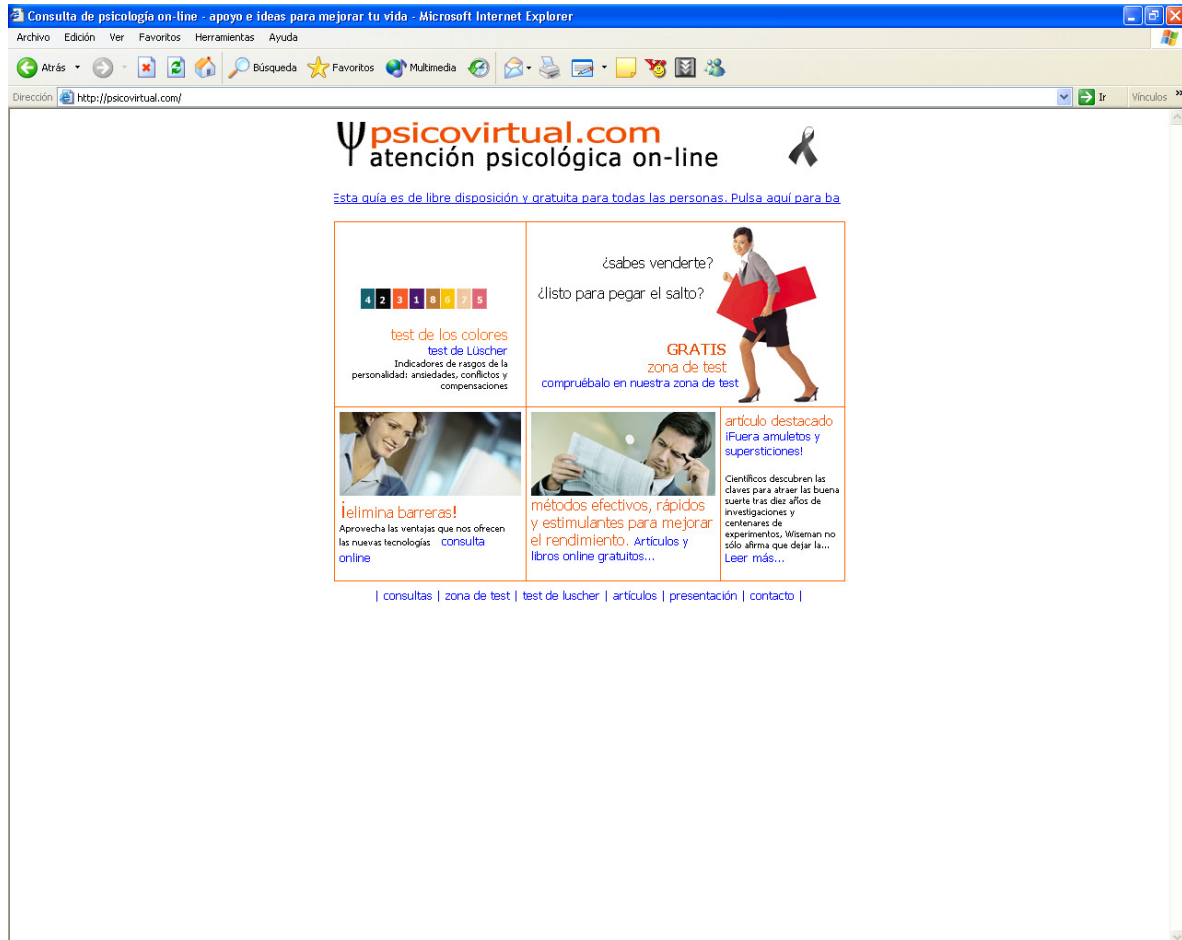 Consulta de psicología on-line - apoyo e ideas para mejorar tu vida - Microsoft Internet Explorer
Archivo Edición Ver Favoritos Herramientas Ayuda
Atrás Búsqueda Favoritos Multimedia
Dirección http://psicovirtual.com/ Ir Vínculos »
ψ psicovirtual.com
atención psicológica on-line
Esta guía es de libre disposición y gratuita para todas las personas. Pulsa aquí para ba
4 2 3 1 8 6 7 5
test de los colores
test de Lüscher
Indicadores de rasgos de la
personalidad: ansiedades, conflictos y
compensaciones
¿sabes venderte?
¿listo para pegar el salto?
GRATIS
zona de test
compruébalo en nuestra zona de test
¡elimina barreras!
Aprovecha las ventajas que nos ofrecen
las nuevas tecnologías consulta
online
métodos efectivos, rápidos
y estimulantes para mejorar
el rendimiento. Artículos y
libros online gratuitos...
artículo destacado
¡Fuera amuletos y
supersticiones!
Científicos descubren las
claves para atraer las buena
suerte tras diez años de
investigaciones y
centenares de
experimentos, Wiseman no
sólo afirma que dejar la...
Leer más...
| consultas | zona de test | test de luscher | artículos | presentación | contacto |